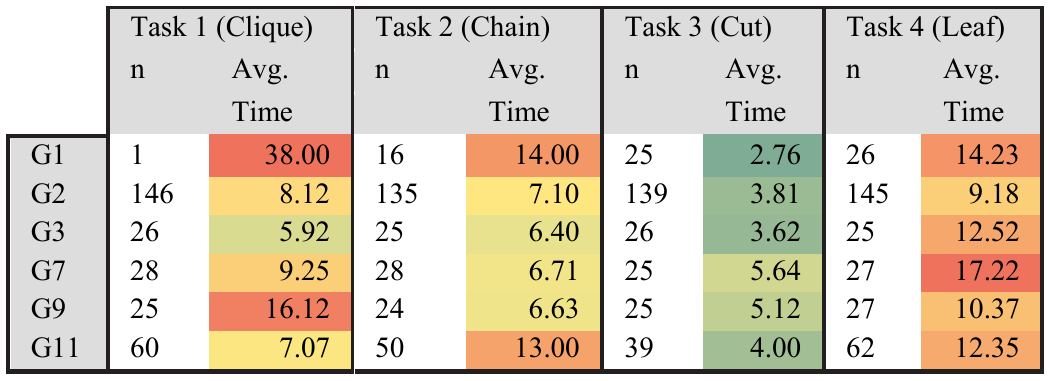 Task 1 (Clique) Task 2 (Chain) Task 3 (Cut) Task 4 (Leaf)
n Avg. n Avg. n Avg. n Avg.
Time Time Time Time
G1 1 38.00 16 14.00 25 2.76 26 14.23
G2 146 8.12 135 7.10 139 3.81 145 9.18
G3 26 5.92 25 6.40 26 3.62 25 12.52
G7 28 9.25 28 6.71 25 5.64 27 17.22
G9 25 16.12 24 6.63 25 5.12 27 10.37
G11 60 7.07 50 13.00 39 4.00 62 12.35